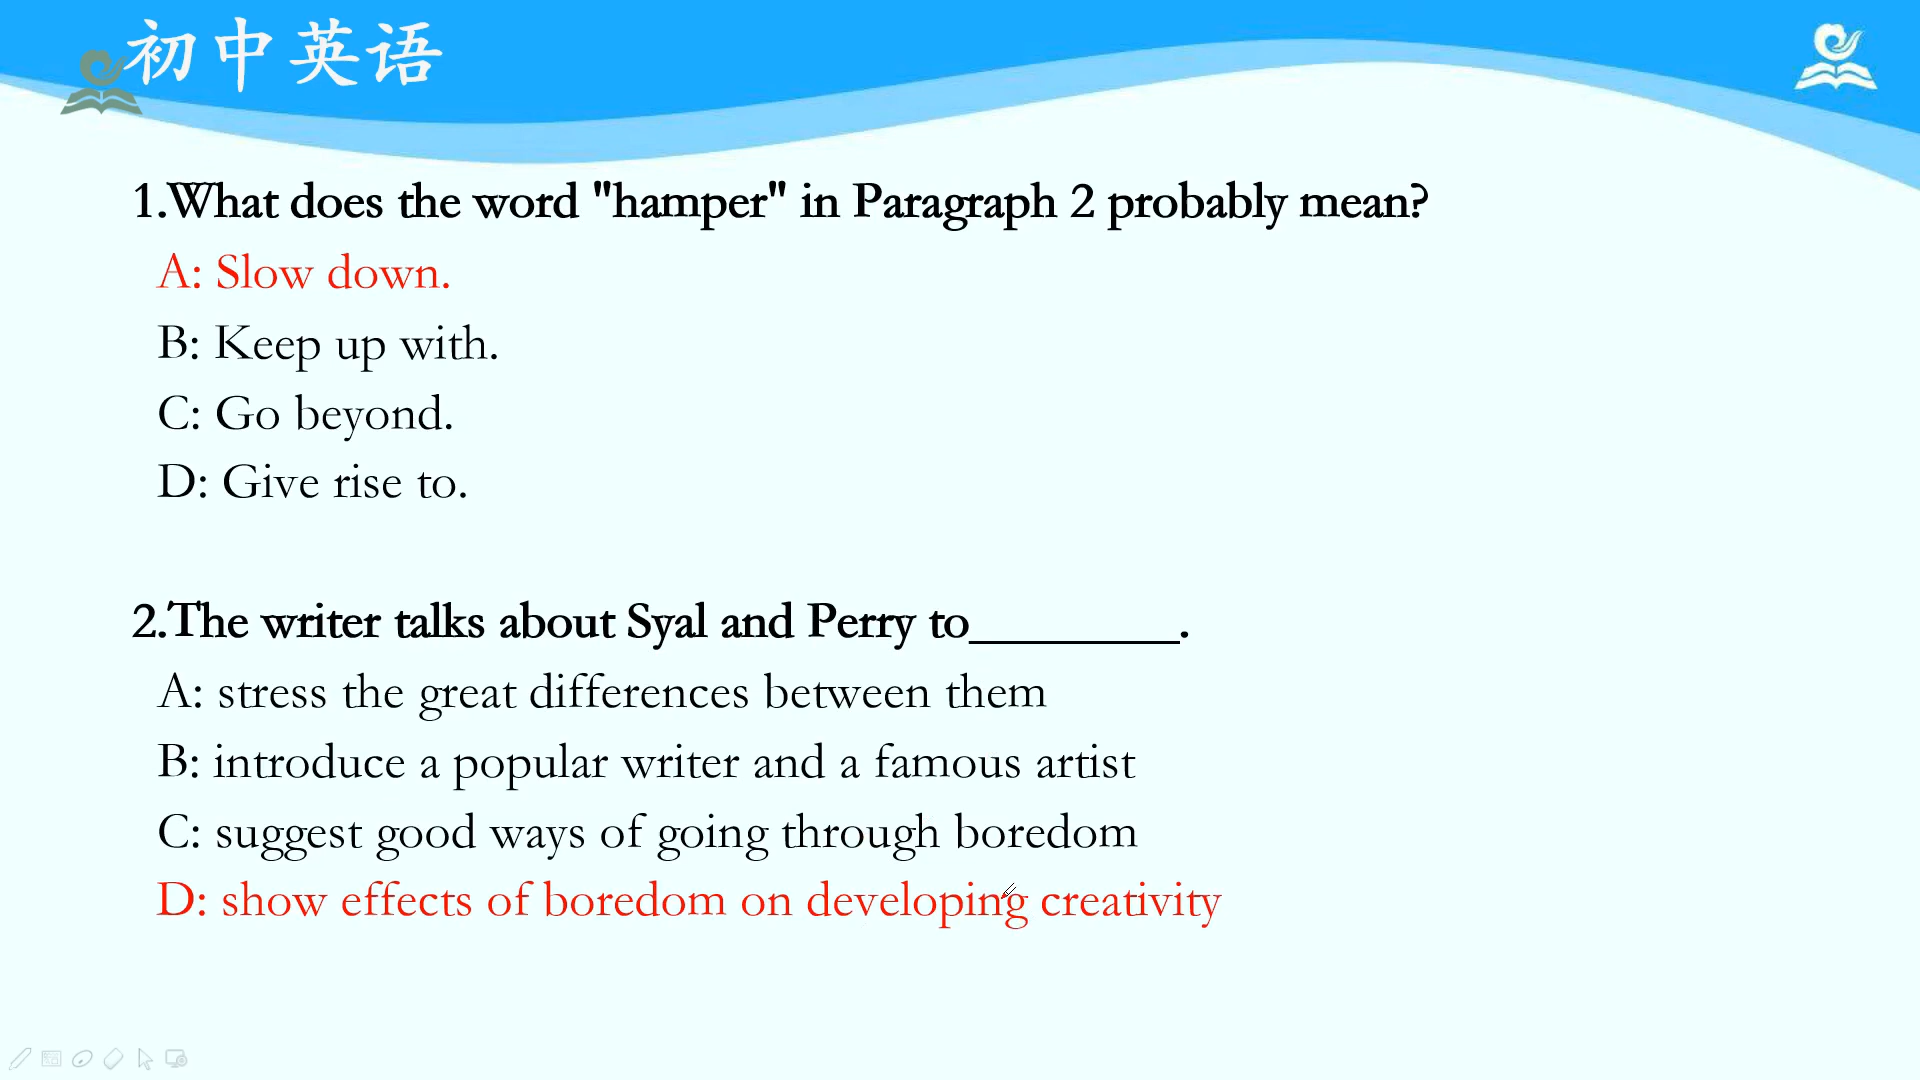 初中英语
1.What does the word "hamper" in Paragraph 2 probably mean?
A: Slow down.
B: Keep up with.
C: Go beyond.
D: Give rise to.
2.The writer talks about Syal and Perry to________.
A: stress the great differences between them
B: introduce a popular writer and a famous artist
C: suggest good ways of going through boredom
D: show effects of boredom on developing creativity